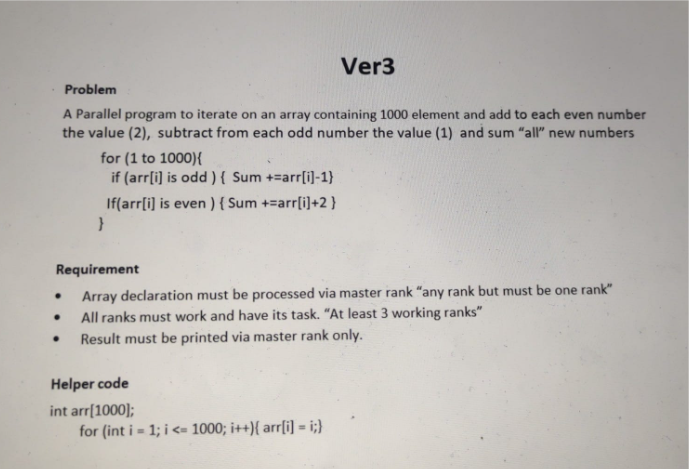 Ver3
Problem
A Parallel program to iterate on an array containing 1000 element and add to each even number
the value (2), subtract from each odd number the value (1) and sum "all" new numbers
for (1 to 1000){
if (arr[i] is odd ) { Sum +=arr[i]-1}
If(arr[i] is even ) { Sum +=arr[i]+2 }
}
Requirement
• Array declaration must be processed via master rank "any rank but must be one rank"
• All ranks must work and have its task. "At least 3 working ranks"
• Result must be printed via master rank only.
Helper code
int arr[1000];
for (int i = 1; i <= 1000; i++){ arr[i] = i;}